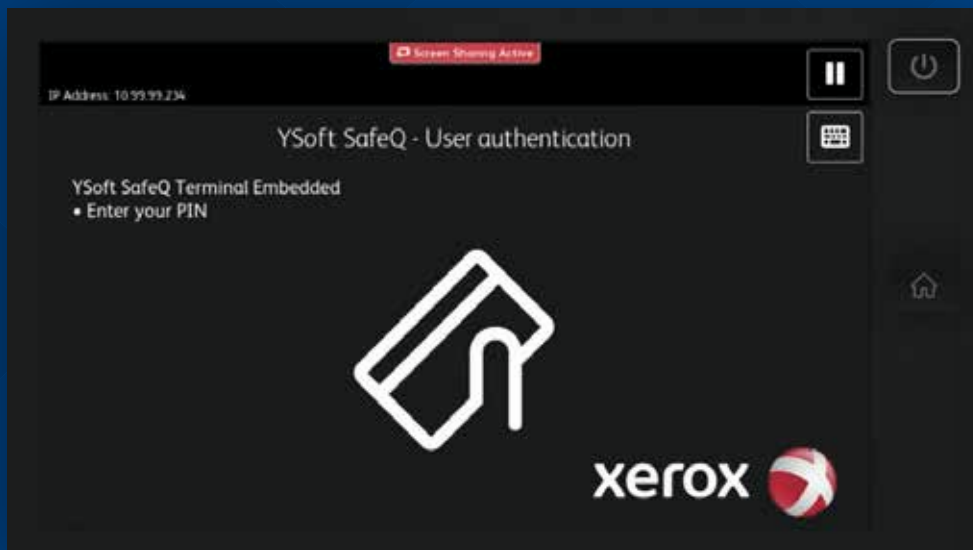 Screen Sharing Active
IP Address: 10.99.99.234
YSoft SafeQ - User authentication
YSoft SafeQ Terminal Embedded
• Enter your PIN
xerox